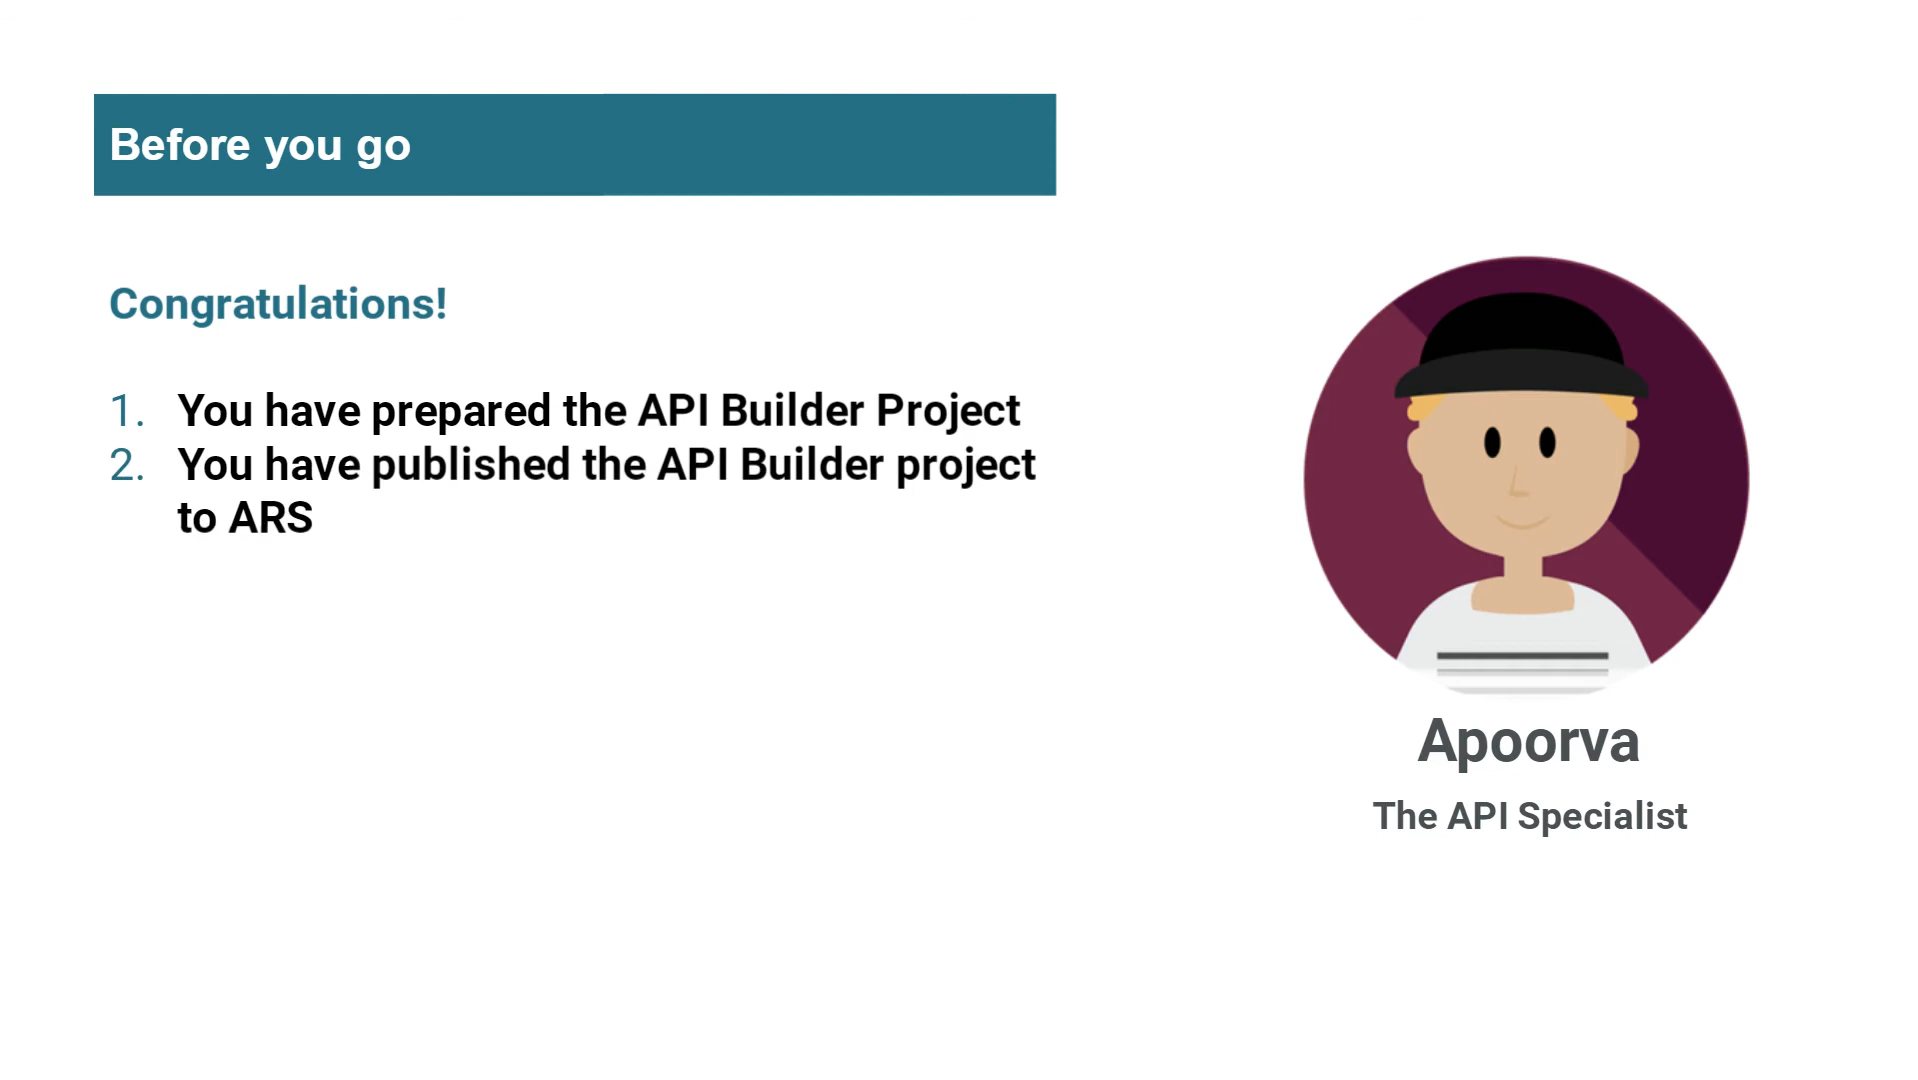 Before you go
Congratulations!
1. You have prepared the API Builder Project
2. You have published the API Builder project
to ARS
Apoorva
The API Specialist